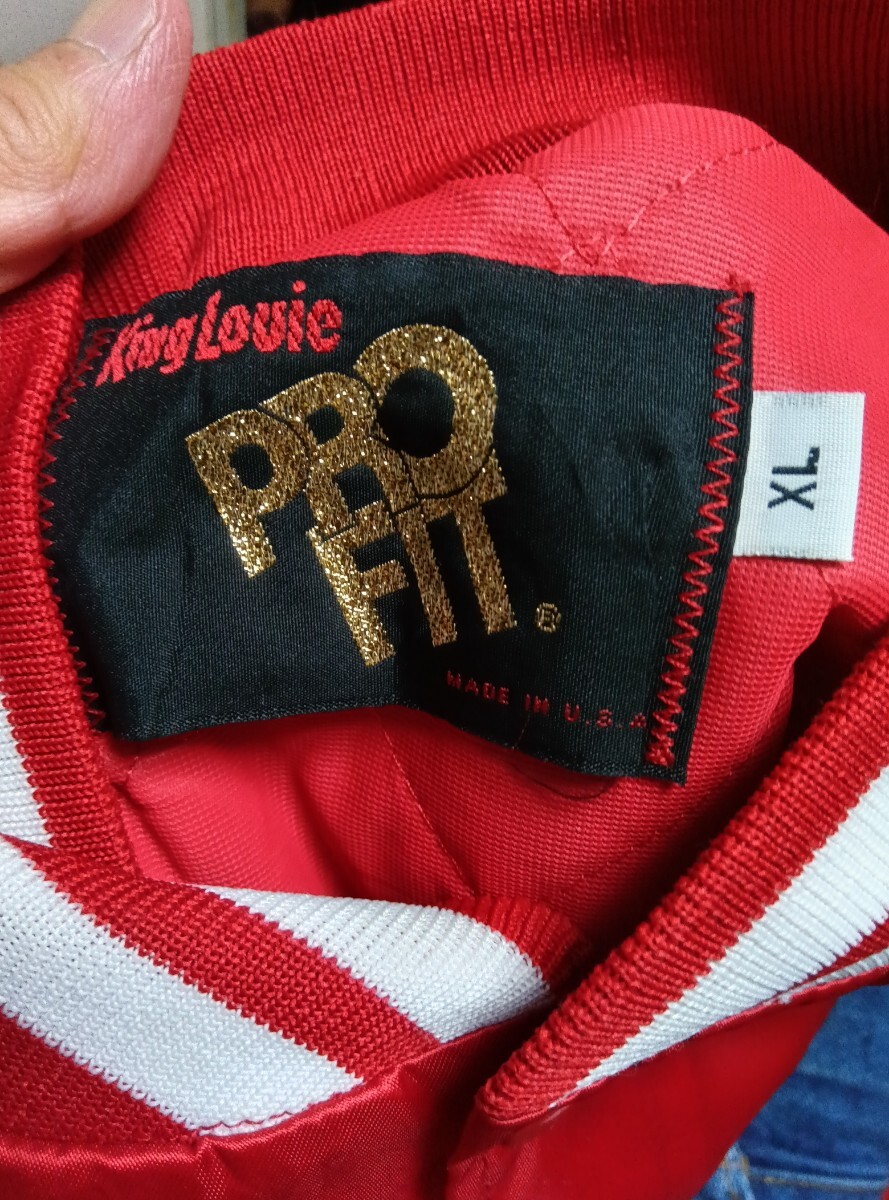 King Louie
PRO
FIT ®
MADE IN U.S.A
XL